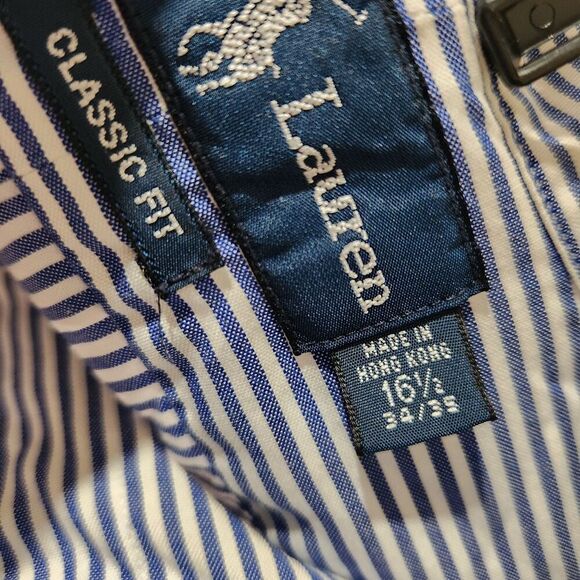 CLASSIC FIT
Lauren
MADE IN
HONG KONG
16½
34/35